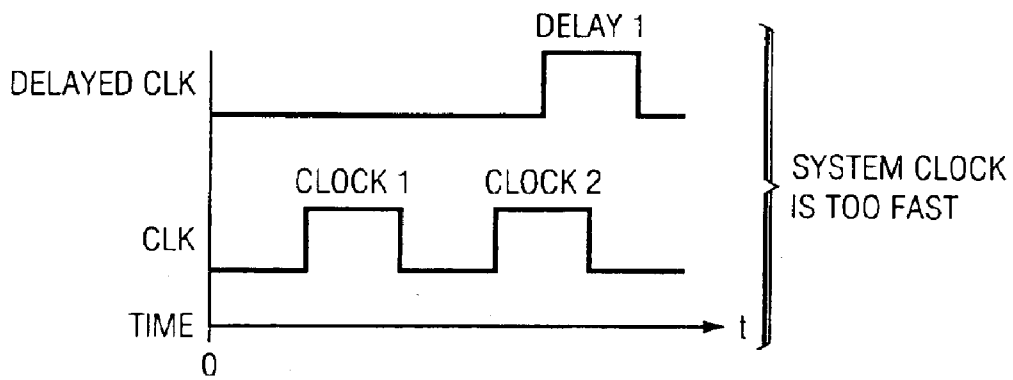 DELAY 1
DELAYED CLK
CLOCK 1
CLOCK 2
CLK
TIME
t
0
SYSTEM CLOCK
IS TOO FAST